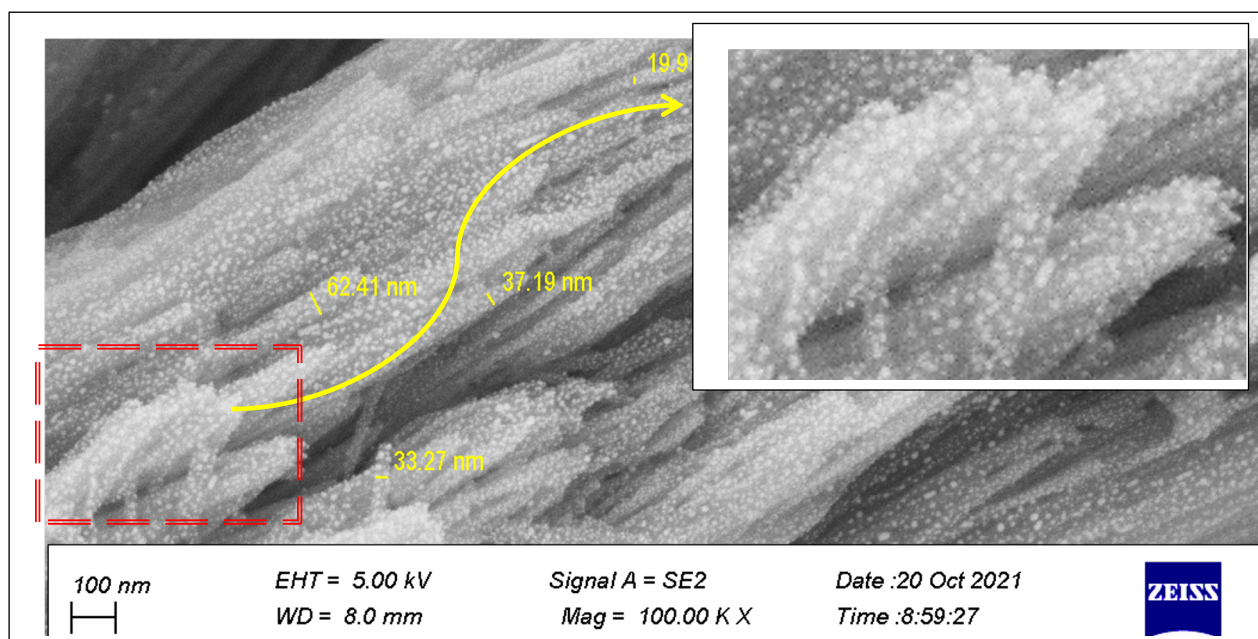 19.9
62.41 nm
37.19 nm
33.27 nm
100 nm
EHT = 5.00 kV
Signal A = SE2
Date :20 Oct 2021
ZEISS
WD = 8.0 mm
Mag = 100.00 K X
Time :8:59:27